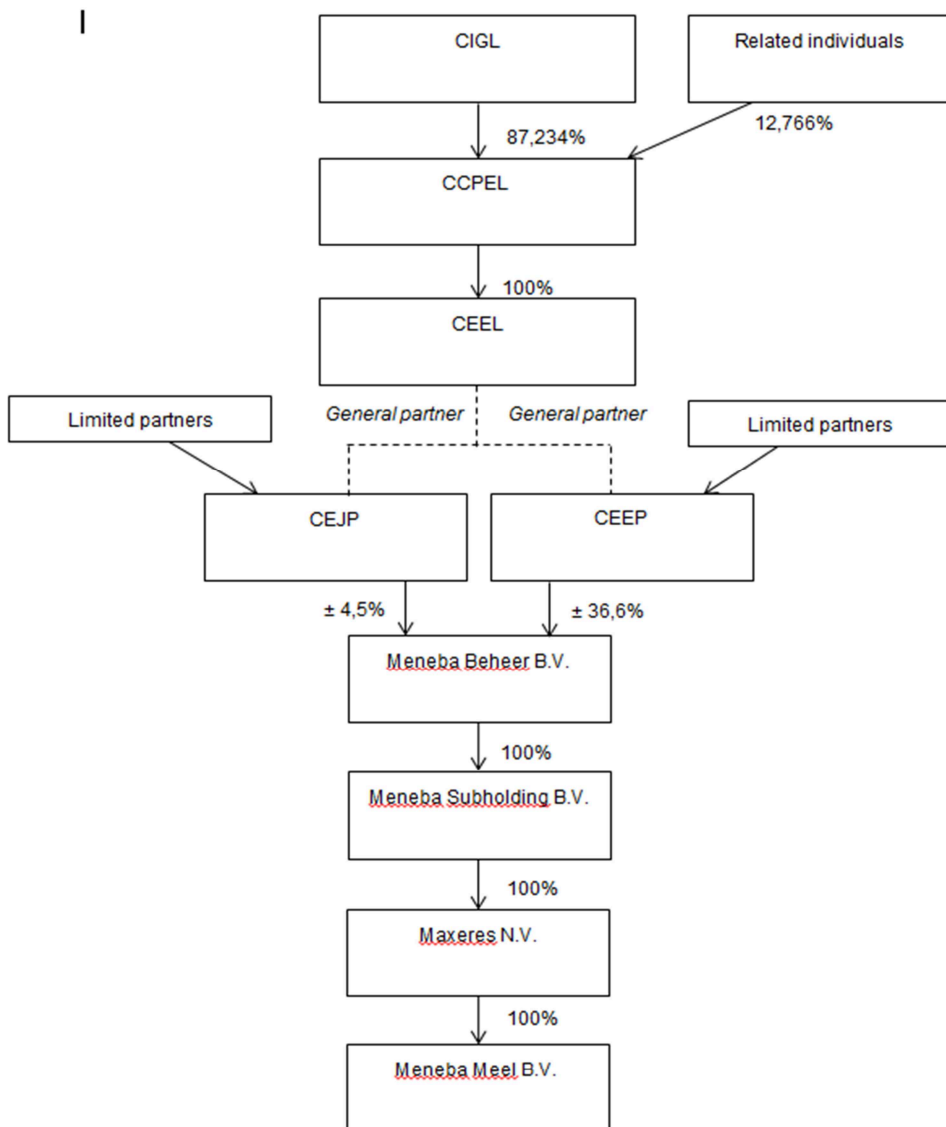 I
CIGL
Related individuals
87,234%
12,766%
CCPEL
100%
CEEL
General partner
General partner
Limited partners
Limited partners
CEJP
CEEP
± 4,5%
± 36,6%
Meneba Beheer B.V.
100%
Meneba Subholding B.V.
100%
Maxeres N.V.
100%
Meneba Meel B.V.